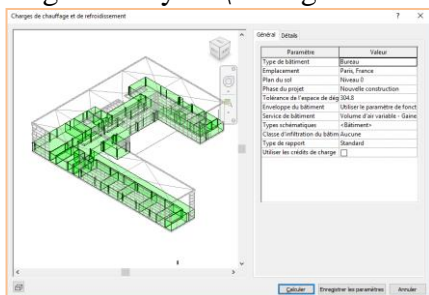 Charges de chauffage et de refroidissement
?
Général Détails
Paramètre Valeur
Type de bâtiment Bureau
Emplacement Paris, France
Plan du sol Niveau 0
Phase du projet Nouvelle construction
Tolérance de l'espace de dég 304,8
Enveloppe du bâtiment Utiliser le paramètre de fonct
Service de bâtiment Volume d'air variable - Gaine
Types schématiques <Bâtiment>
Classe d'infiltration du bâtim Aucune
Type de rapport Standard
Utiliser les crédits de charge
Calculer Enregistrer les paramètres Annuler